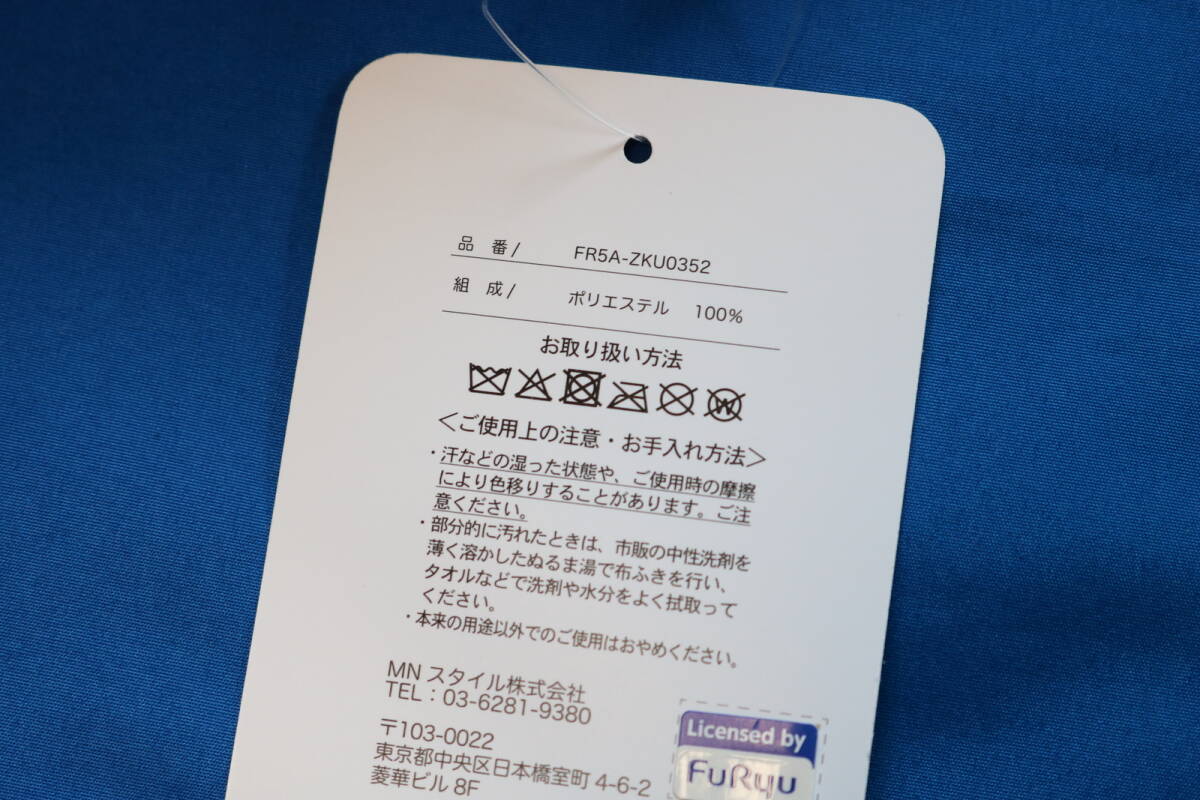 品 番/ FR5A-ZKU0352
組 成/ ポリエステル 100%
お取り扱い方法
W
＜ご使用上の注意・お手入れ方法＞
・汗などの湿った状態や、ご使用時の摩擦
により色移りすることがあります。ご注
意ください。
・部分的に汚れたときは、市販の中性洗剤を
薄く溶かしたぬるま湯で布ふきを行い、
タオルなどで洗剤や水分をよく拭取って
ください。
・本来の用途以外でのご使用はおやめください。
MN スタイル株式会社
TEL：03-6281-9380
〒103-0022
東京都中央区日本橋室町 4-6-2
菱華ビル 8F
Licensed by
FuRyu